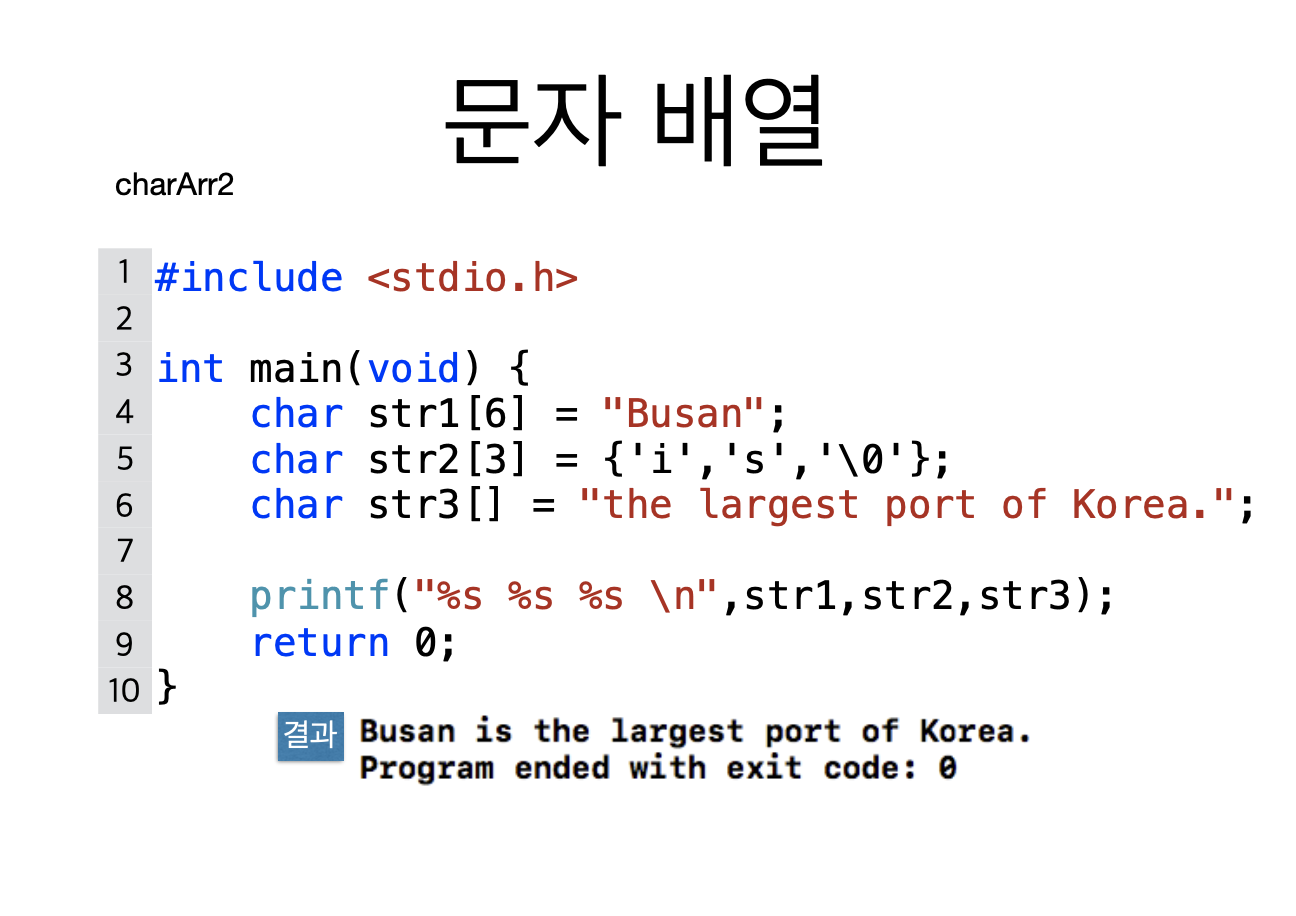 문자 배열
charArr2
1 #include <stdio.h>
2
3 int main(void) {
4     char str1[6] = "Busan";
5     char str2[3] = {'i','s','\0'};
6     char str3[] = "the largest port of Korea.";
7
8     printf("%s %s %s \n",str1,str2,str3);
9     return 0;
10 }
결과 Busan is the largest port of Korea.
Program ended with exit code: 0